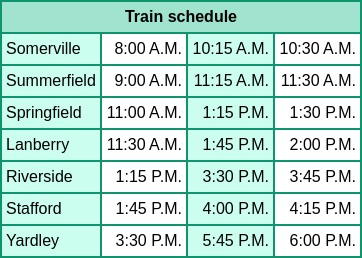 Train schedule
Somerville 8:00 A.M. 10:15 A.M. 10:30 A.M.
Summerfield 9:00 A.M. 11:15 A.M. 11:30 A.M.
Springfield 11:00 A.M. 1:15 P.M. 1:30 P.M.
Lanberry 11:30 A.M. 1:45 P.M. 2:00 P.M.
Riverside 1:15 P.M. 3:30 P.M. 3:45 P.M.
Stafford 1:45 P.M. 4:00 P.M. 4:15 P.M.
Yardley 3:30 P.M. 5:45 P.M. 6:00 P.M.